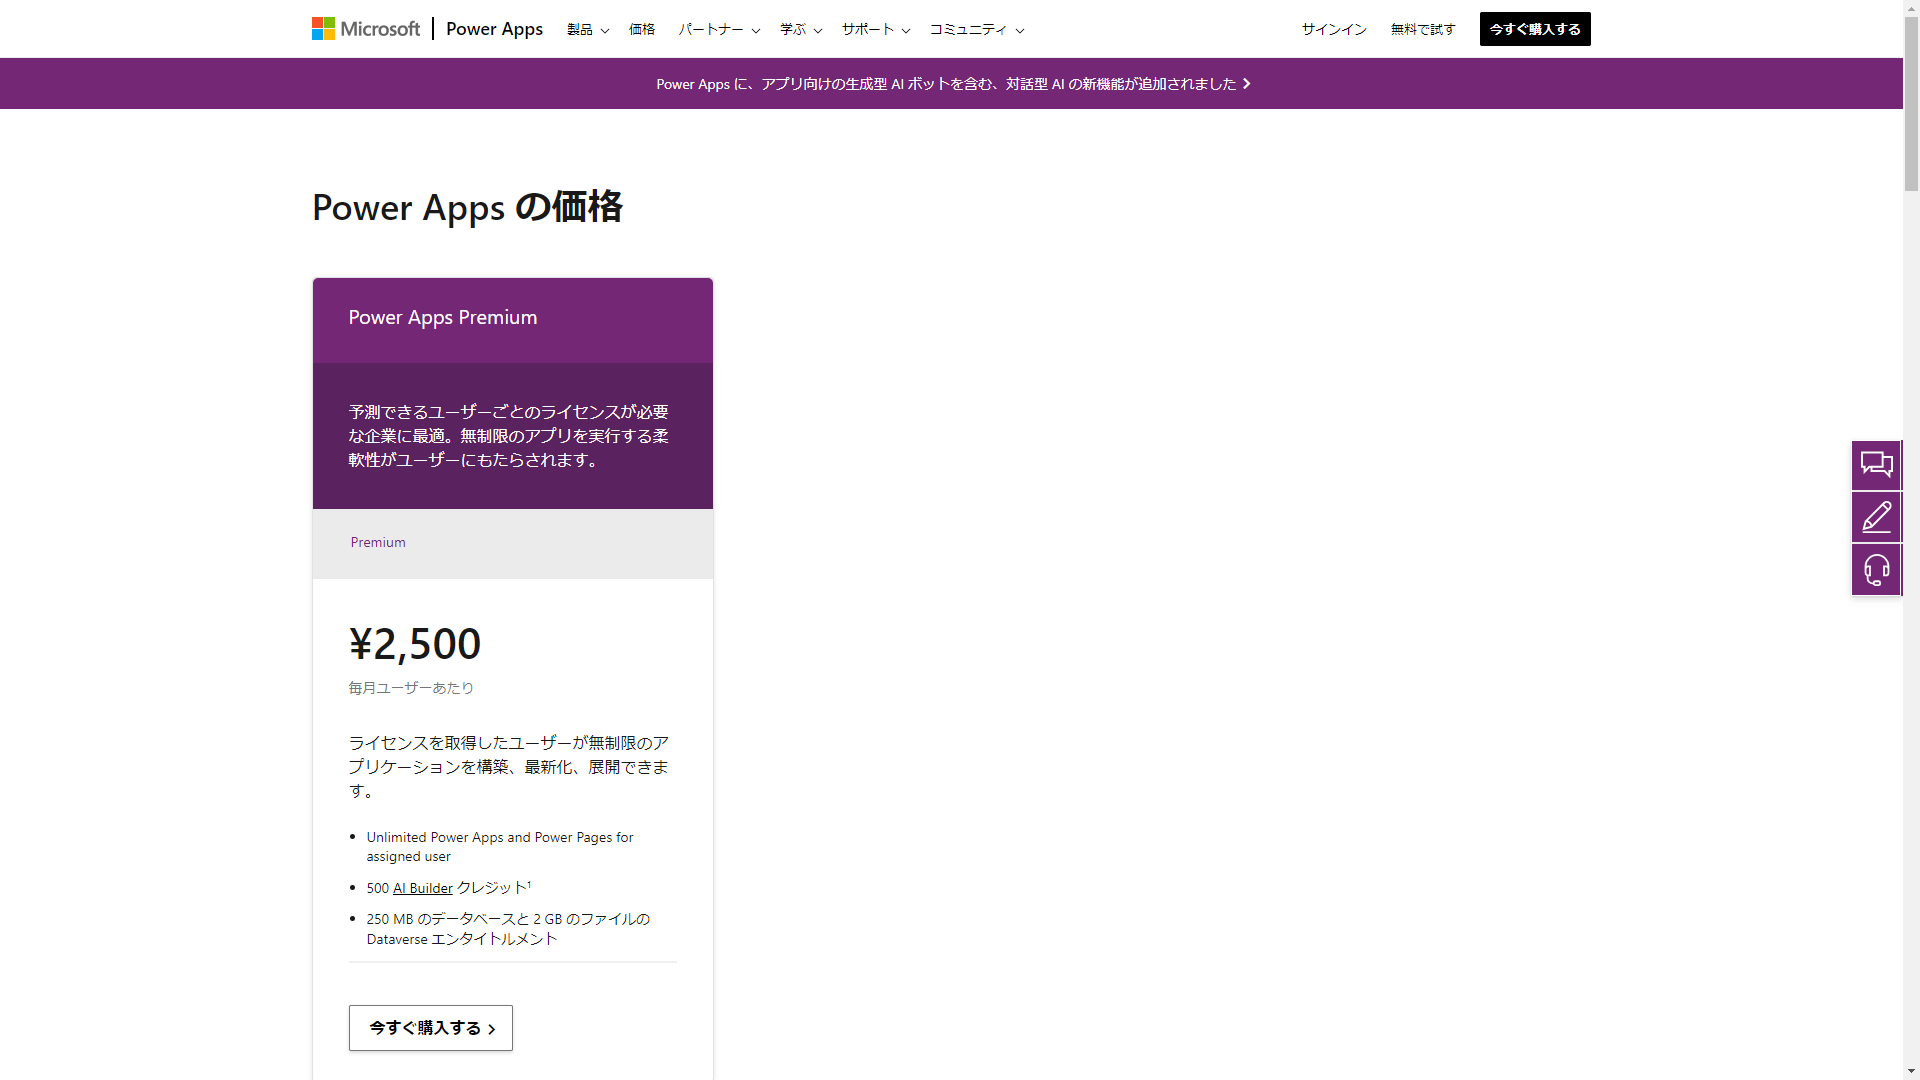 Microsoft
Power Apps
製品
価格
パートナー
学ぶ
サポート
コミュニティ
サインイン
無料で試す
今すぐ購入する
Power Apps に、アプリ向けの生成型 AI ボットを含む、対話型 AI の新機能が追加されました
Power Apps の価格
Power Apps Premium
予測できるユーザーごとのライセンスが必要
な企業に最適。無制限のアプリを実行する柔
軟性がユーザーにもたらされます。
Premium
¥2,500
毎月ユーザーあたり
ライセンスを取得したユーザーが無制限のア
プリケーションを構築、最新化、展開できま
す。
• Unlimited Power Apps and Power Pages for
assigned user
• 500 AI Builder クレジット¹
• 250 MB のデータベースと 2 GB のファイルの
Dataverse エンタイトルメント
今すぐ購入する